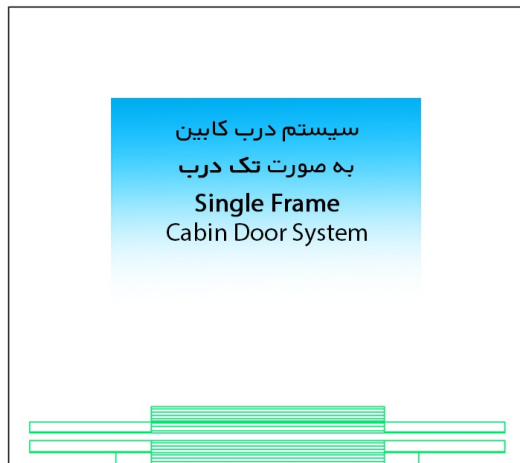 سیستم درب کابین
به صورت تک درب
Single Frame
Cabin Door System